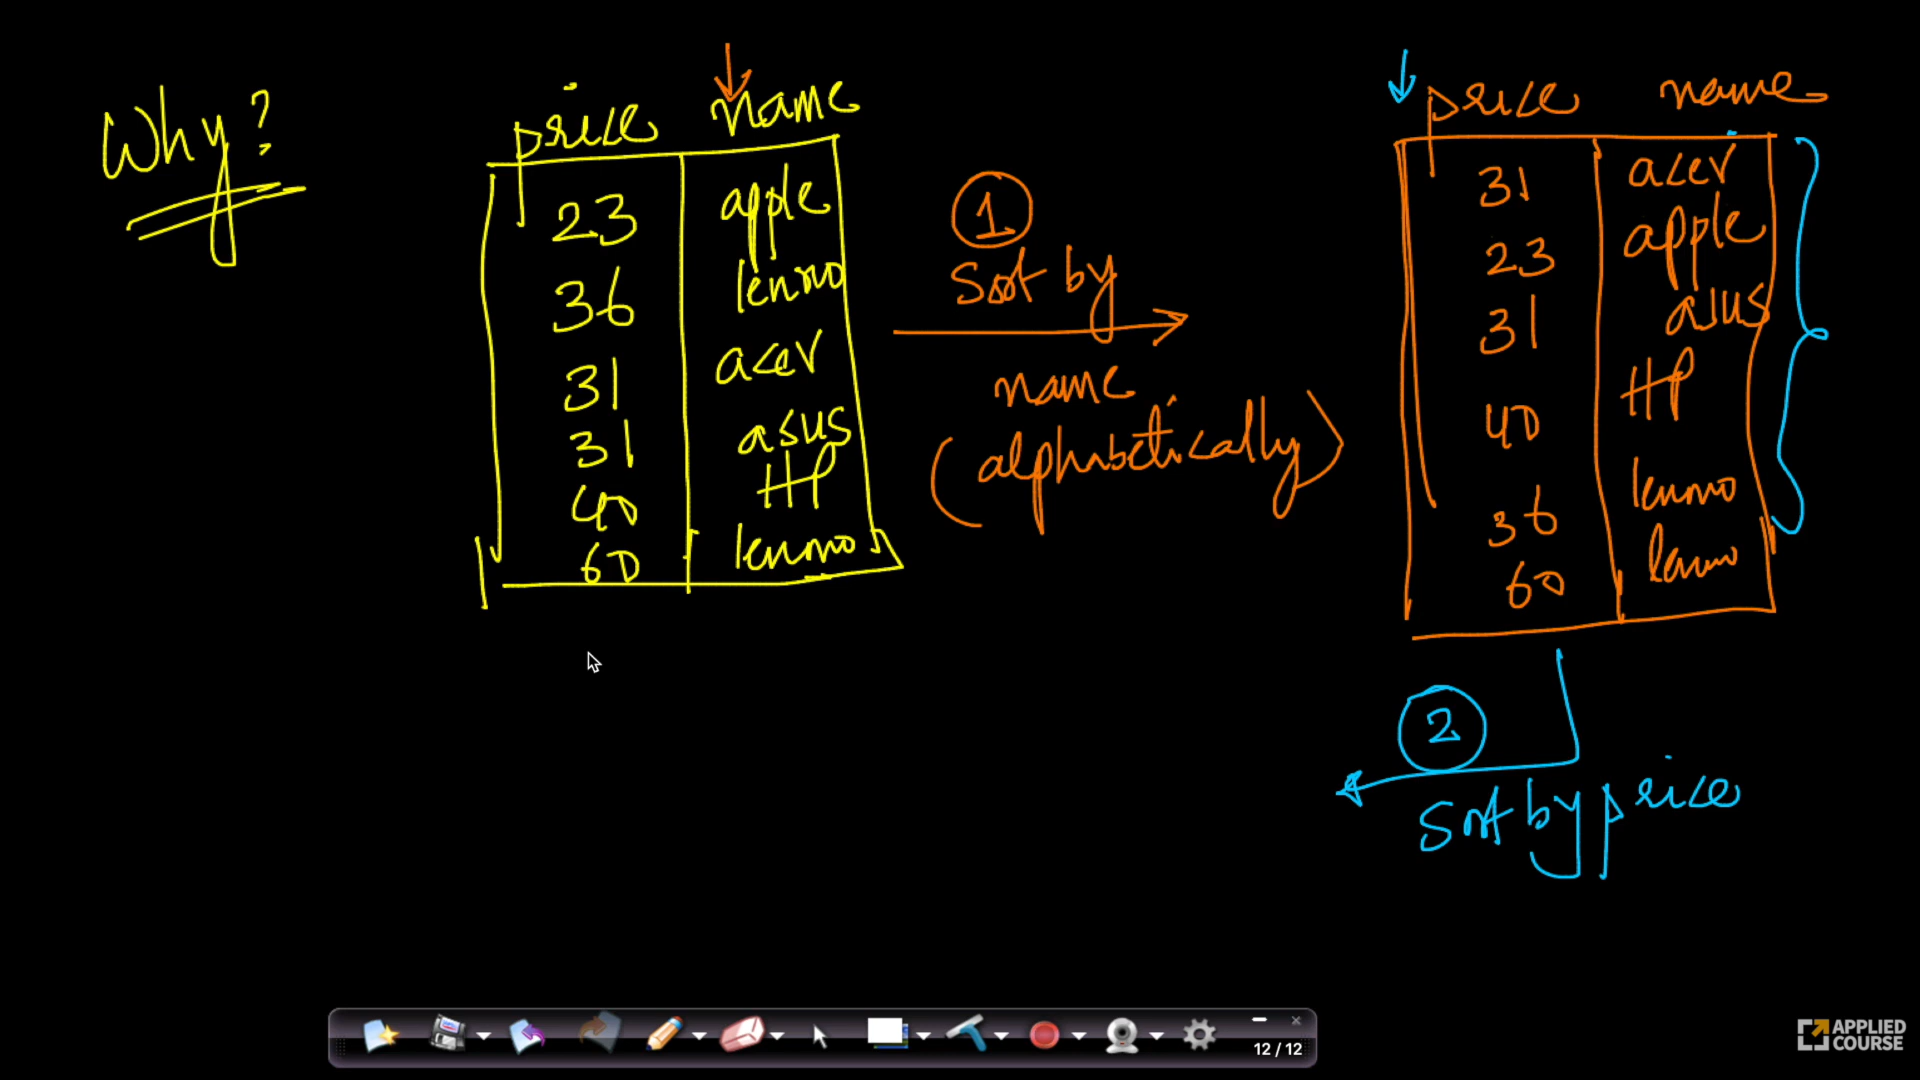 Why?
price name
23 apple
36 lenovo
31 acer
31 asus
40 HP
60 lenovo
1
Sort by
name
(alphabetically)
price name
31 acer
23 apple
31 asus
40 HP
36 lenovo
60 lenovo
2
Sort by price
12 / 12
APPLIED
COURSE